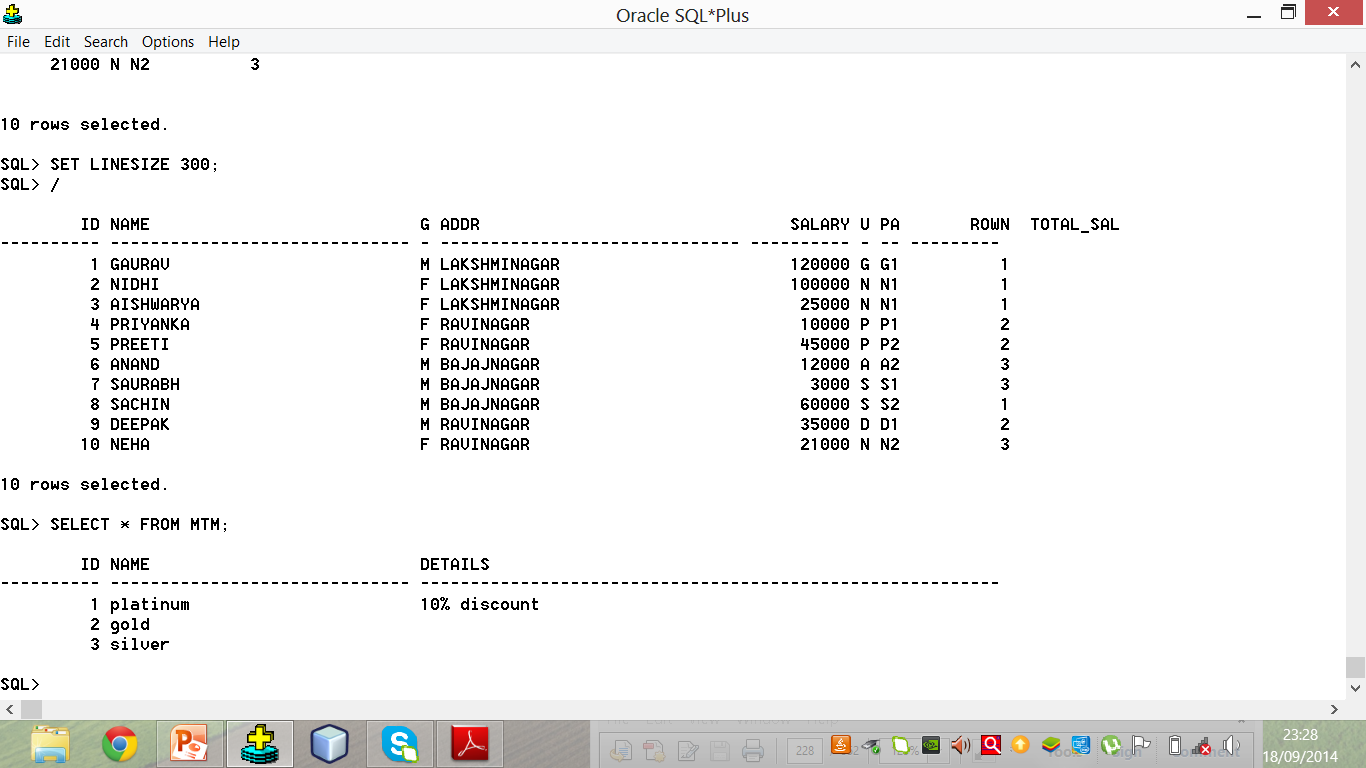 Oracle SQL*Plus
File Edit Search Options Help
21000 N N2 3
10 rows selected.
SQL> SET LINESIZE 300;
SQL> /
ID NAME G ADDR SALARY U PA ROWN TOTAL_SAL
---------- ------------------------------ - ------------------------------ ---------- - -- ----------
1 GAURAV M LAKSHMINAGAR 120000 G G1 1
2 NIDHI F LAKSHMINAGAR 100000 N N1 1
3 AISHWARYA F LAKSHMINAGAR 25000 N N1 1
4 PRIYANKA F RAVINAGAR 10000 P P1 2
5 PREETI F RAVINAGAR 45000 P P2 2
6 ANAND M BAJAJNAGAR 12000 A A2 3
7 SAURABH M BAJAJNAGAR 3000 S S1 3
8 SACHIN M BAJAJNAGAR 60000 S S2 1
9 DEEPAK M RAVINAGAR 35000 D D1 2
10 NEHA F RAVINAGAR 21000 N N2 3
10 rows selected.
SQL> SELECT * FROM MTM;
ID NAME DETAILS
---------- ------------------------------ ----------------------------------------------------------
1 platinum 10% discount
2 gold
3 silver
SQL>
228
23:28
18/09/2014